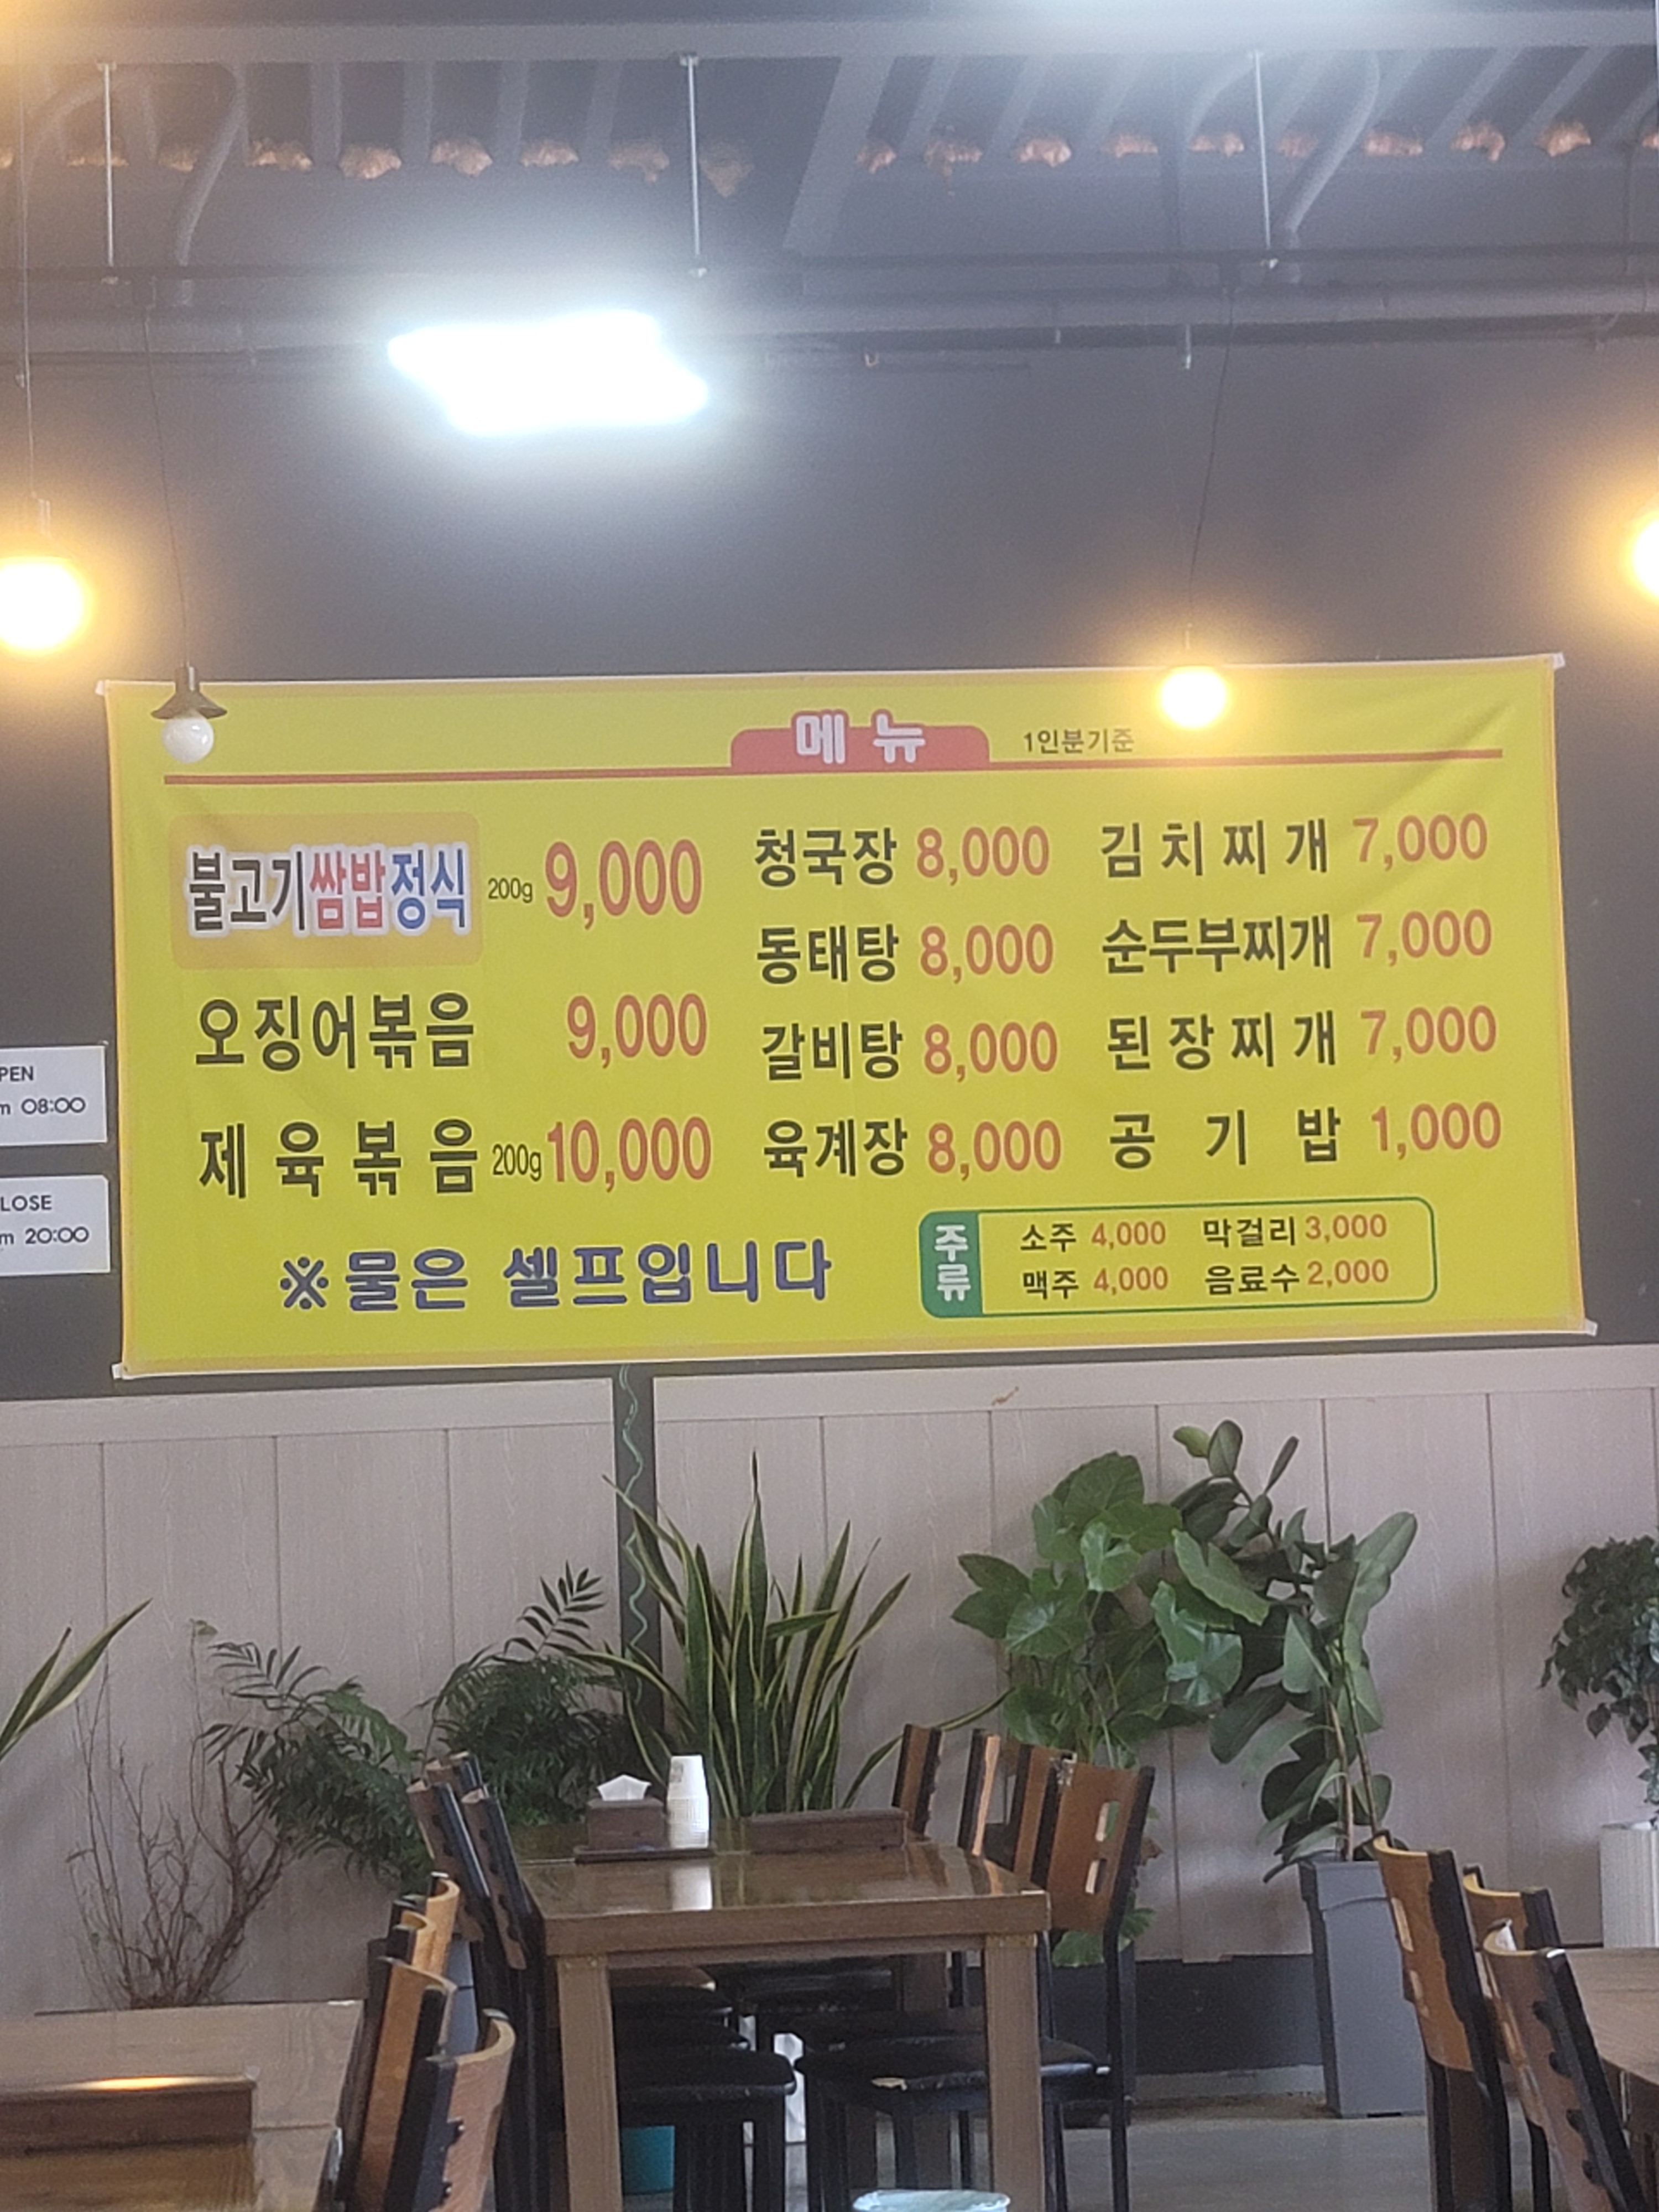 메뉴 1인분기준
불고기쌈밥정식 200g 9,000
오징어볶음 9,000
제육볶음 200g 10,000
청국장 8,000
동태탕 8,000
갈비탕 8,000
육계장 8,000
김치찌개 7,000
순두부찌개 7,000
된장찌개 7,000
공기밥 1,000
※물은 셀프입니다
주류
소주 4,000 막걸리 3,000
맥주 4,000 음료수 2,000
PEN
m 08:00
LOSE
m 20:00